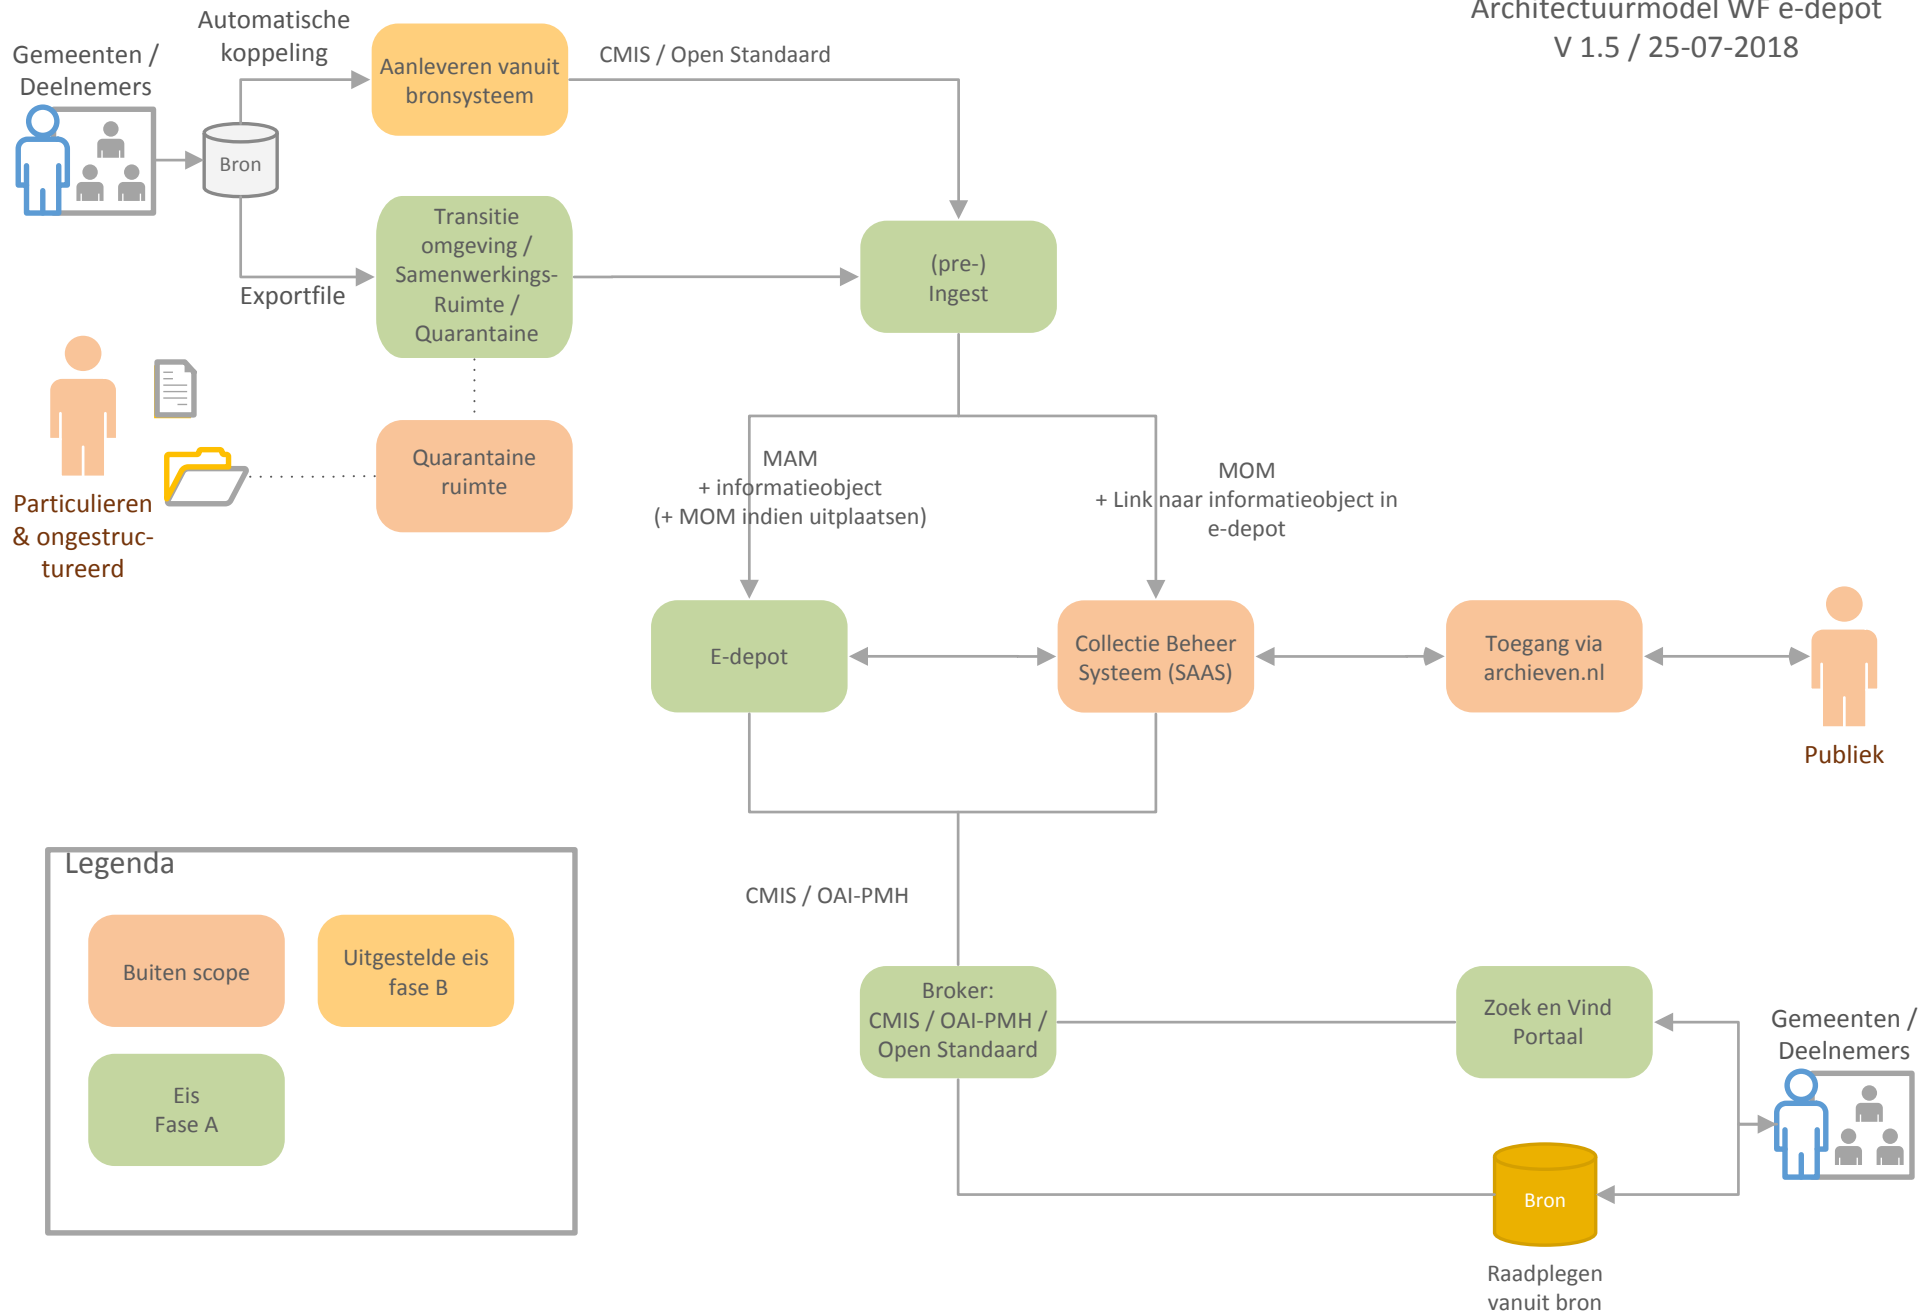 Architectuurmodel WF e-depot
V 1.5 / 25-07-2018
Gemeenten /
Deelnemers
Automatische
koppeling
Bron
Exportfile
Aanleveren vanuit
bronsysteem
CMIS / Open Standaard
Transitie
omgeving /
Samenwerkings-
Ruimte /
Quarantaine
(pre-)
Ingest
Particulieren
& ongestruc-
tureerd
Quarantaine
ruimte
MAM
+ informatieobject
(+ MOM indien uitplaatsen)
MOM
+ Link naar informatieobject in
e-depot
E-depot
Collectie Beheer
Systeem (SAAS)
Toegang via
archieven.nl
Publiek
Legenda
Buiten scope
Uitgestelde eis
fase B
Eis
Fase A
CMIS / OAI-PMH
Broker:
CMIS / OAI-PMH /
Open Standaard
Zoek en Vind
Portaal
Gemeenten /
Deelnemers
Bron
Raadplegen
vanuit bron